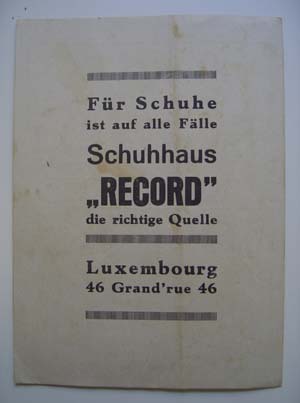 Für Schuhe
ist auf alle Fälle
Schuhhaus
„RECORD”
die richtige Quelle
Luxembourg
46 Grand'rue 46